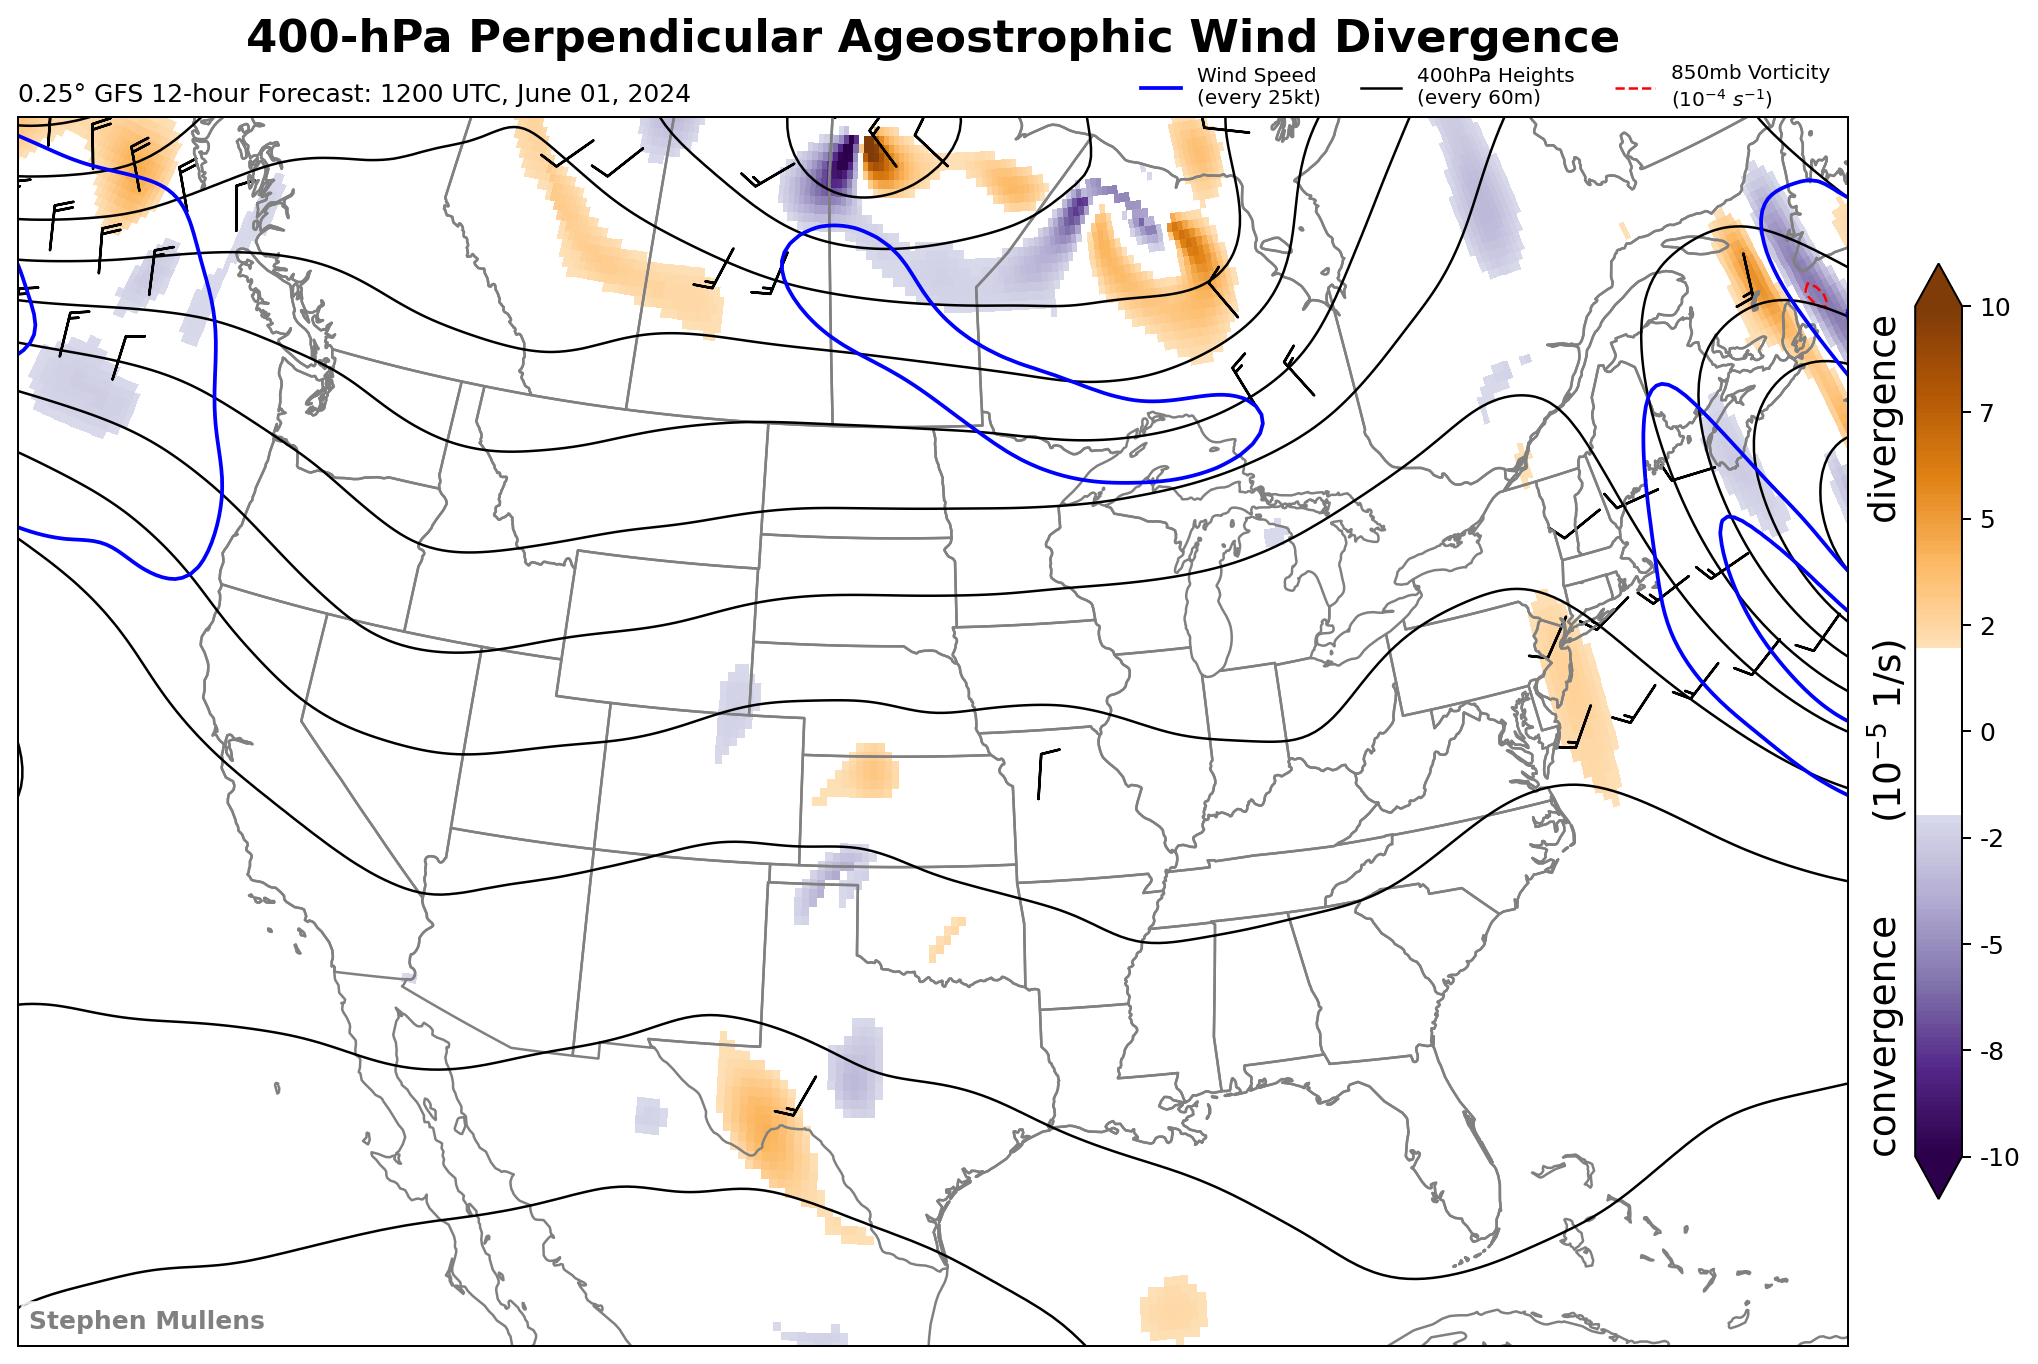 400-hPa Perpendicular Ageostrophic Wind Divergence
0.25° GFS 12-hour Forecast: 1200 UTC, June 01, 2024
Wind Speed
(every 25kt)
400hPa Heights
(every 60m)
850mb Vorticity
(10⁻⁴ s⁻¹)
10
7
5
2
0
-2
-5
-8
-10
convergence (10⁻⁵ 1/s) divergence
Stephen Mullens